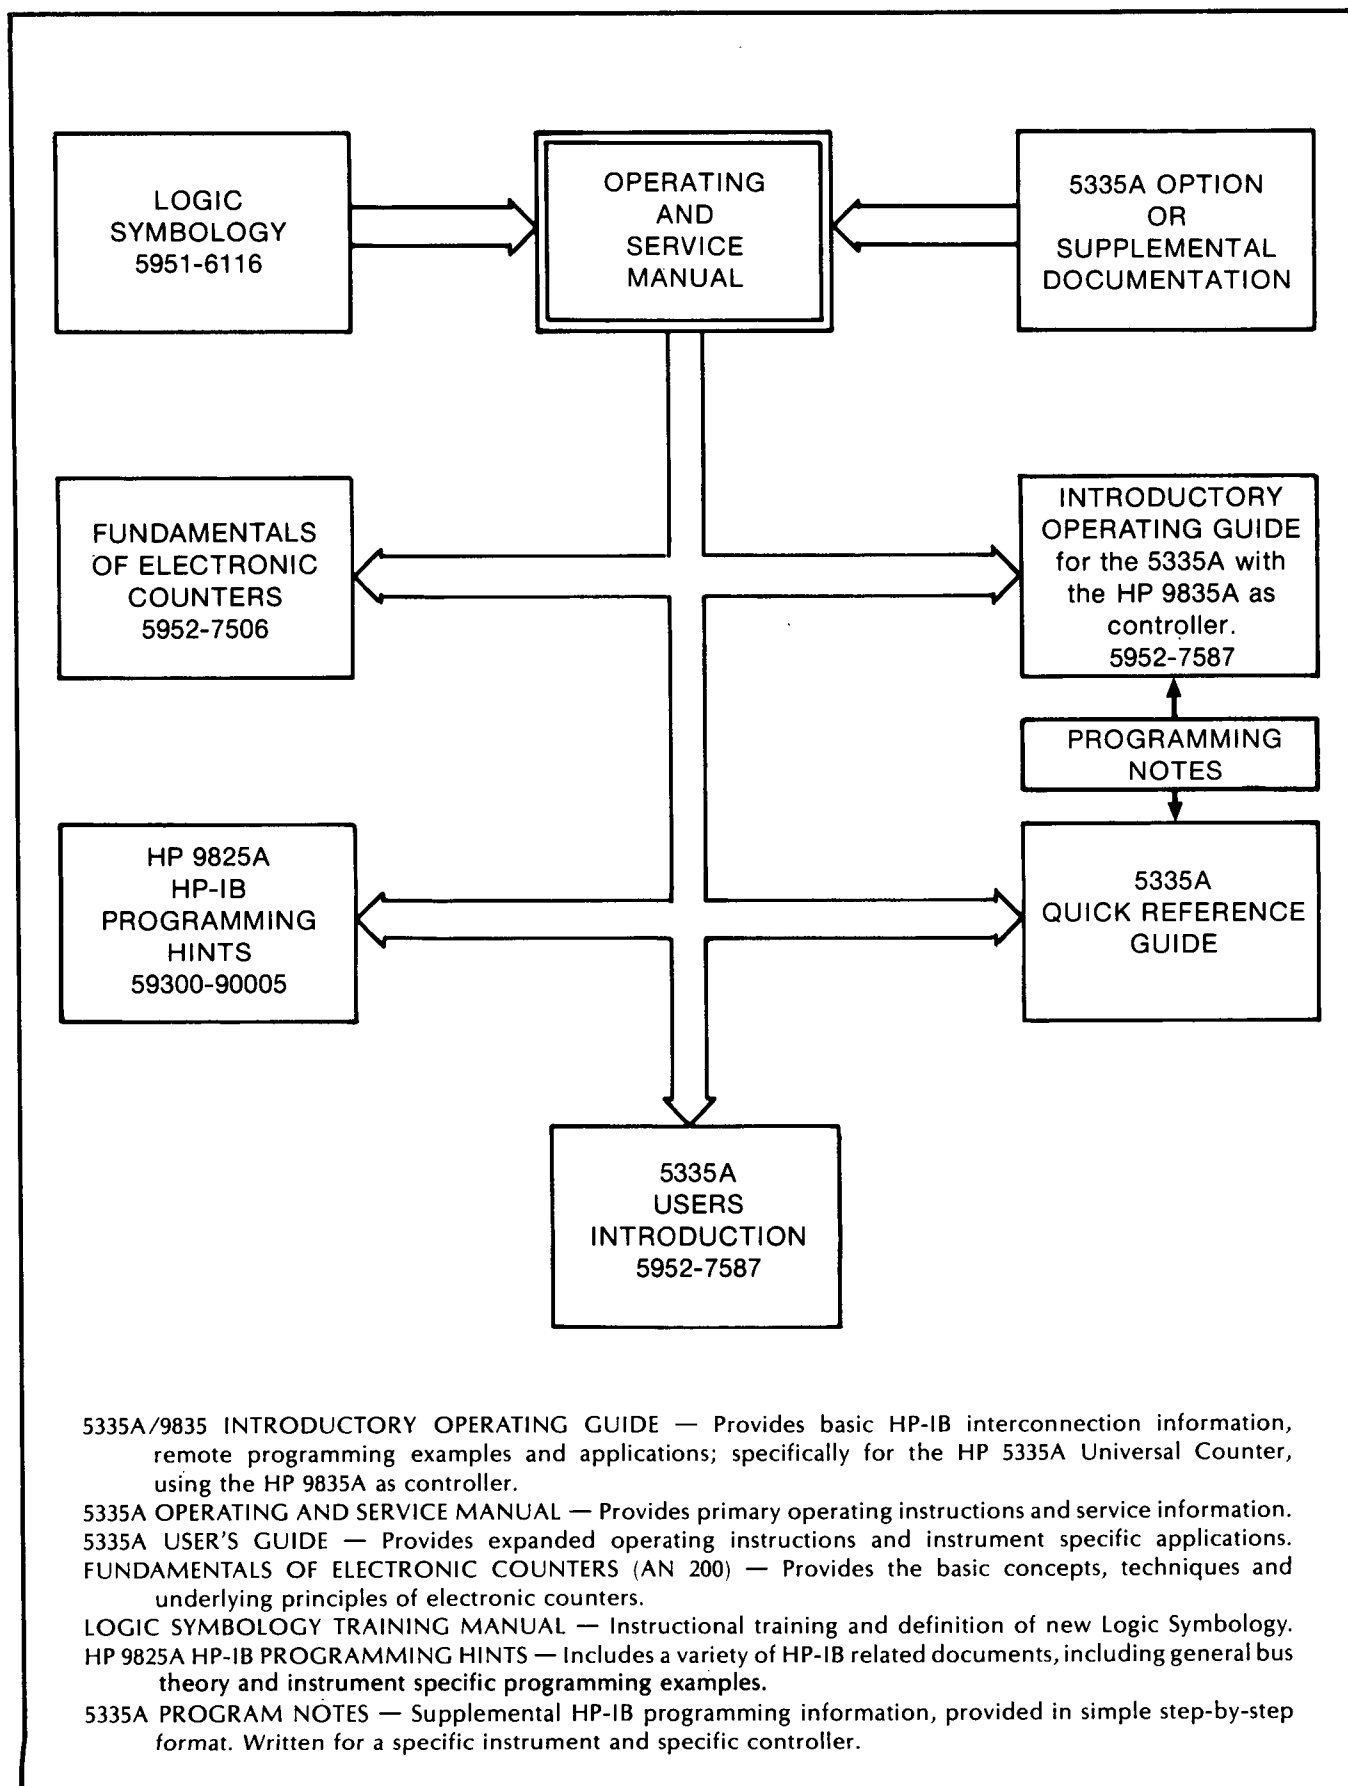 LOGIC
SYMBOLOGY
5951-6116
OPERATING
AND
SERVICE
MANUAL
5335A OPTION
OR
SUPPLEMENTAL
DOCUMENTATION
FUNDAMENTALS
OF ELECTRONIC
COUNTERS
5952-7506
INTRODUCTORY
OPERATING GUIDE
for the 5335A with
the HP 9835A as
controller.
5952-7587
PROGRAMMING
NOTES
HP 9825A
HP-IB
PROGRAMMING
HINTS
59300-90005
5335A
QUICK REFERENCE
GUIDE
5335A
USERS
INTRODUCTION
5952-7587
5335A/9835 INTRODUCTORY OPERATING GUIDE — Provides basic HP-IB interconnection information,
remote programming examples and applications; specifically for the HP 5335A Universal Counter,
using the HP 9835A as controller.
5335A OPERATING AND SERVICE MANUAL — Provides primary operating instructions and service information.
5335A USER'S GUIDE — Provides expanded operating instructions and instrument specific applications.
FUNDAMENTALS OF ELECTRONIC COUNTERS (AN 200) — Provides the basic concepts, techniques and
underlying principles of electronic counters.
LOGIC SYMBOLOGY TRAINING MANUAL — Instructional training and definition of new Logic Symbology.
HP 9825A HP-IB PROGRAMMING HINTS — Includes a variety of HP-IB related documents, including general bus
theory and instrument specific programming examples.
5335A PROGRAM NOTES — Supplemental HP-IB programming information, provided in simple step-by-step
format. Written for a specific instrument and specific controller.